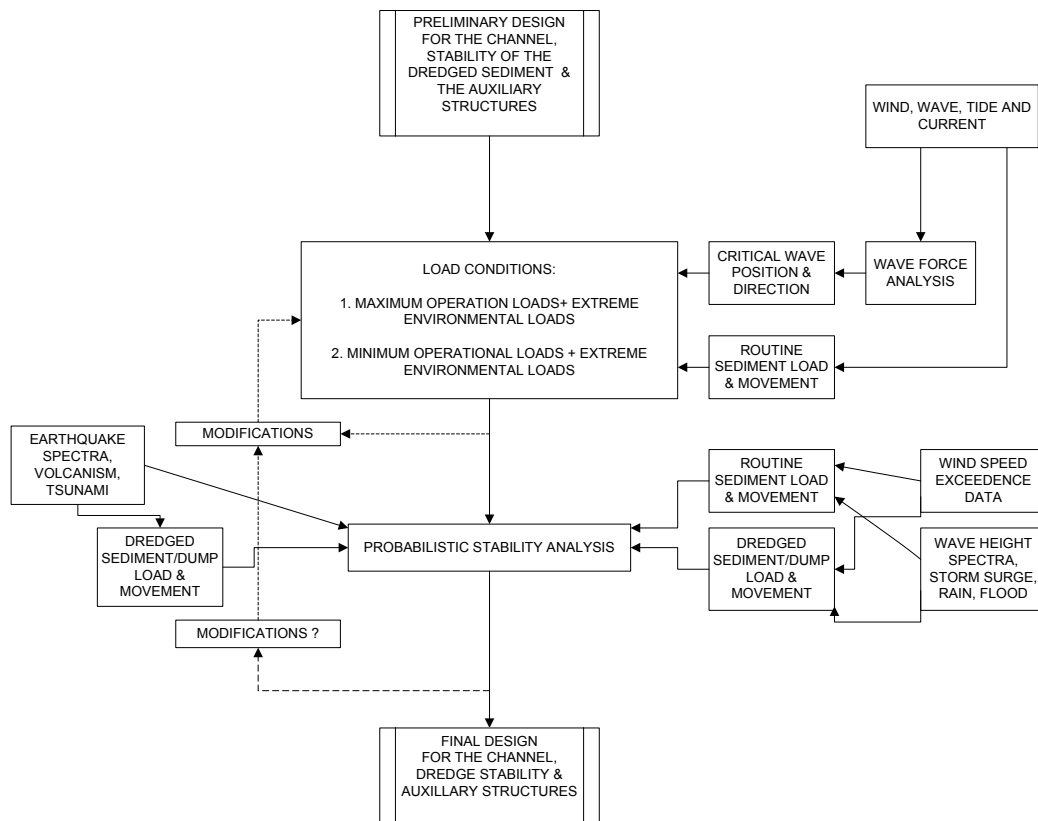 PRELIMINARY DESIGN
FOR THE CHANNEL,
STABILITY OF THE
DREDGED SEDIMENT &
THE AUXILIARY
STRUCTURES
WIND, WAVE, TIDE AND
CURRENT
LOAD CONDITIONS:
1. MAXIMUM OPERATION LOADS+ EXTREME
ENVIRONMENTAL LOADS
2. MINIMUM OPERATIONAL LOADS + EXTREME
ENVIRONMENTAL LOADS
CRITICAL WAVE
POSITION &
DIRECTION
WAVE FORCE
ANALYSIS
ROUTINE
SEDIMENT LOAD
& MOVEMENT
MODIFICATIONS
EARTHQUAKE
SPECTRA,
VOLCANISM,
TSUNAMI
ROUTINE
SEDIMENT LOAD
& MOVEMENT
WIND SPEED
EXCEEDENCE
DATA
DREDGED
SEDIMENT/DUMP
LOAD &
MOVEMENT
PROBABILISTIC STABILITY ANALYSIS
DREDGED
SEDIMENT/DUMP
LOAD &
MOVEMENT
WAVE HEIGHT
SPECTRA,
STORM SURGE,
RAIN, FLOOD
MODIFICATIONS ?
FINAL DESIGN
FOR THE CHANNEL,
DREDGE STABILITY &
AUXILLARY STRUCTURES